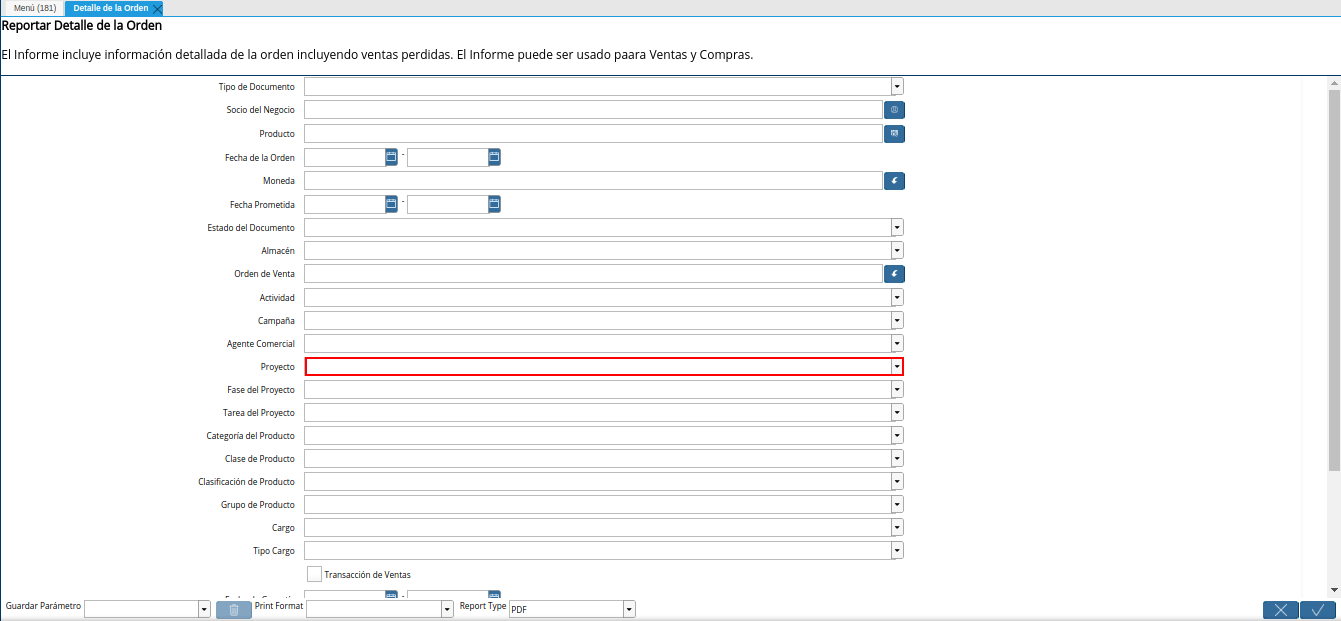 Menú (181)
Detalle de la Orden
Reportar Detalle de la Orden
El Informe incluye información detallada de la orden incluyendo ventas perdidas. El Informe puede ser usado paara Ventas y Compras.
Tipo de Documento
Socio del Negocio
Producto
Fecha de la Orden -
Moneda
Fecha Prometida -
Estado del Documento
Almacén
Orden de Venta
Actividad
Campaña
Agente Comercial
Proyecto
Fase del Proyecto
Tarea del Proyecto
Categoría del Producto
Clase de Producto
Clasificación de Producto
Grupo de Producto
Cargo
Tipo Cargo
Transacción de Ventas
Guardar Parámetro
Print Format
Report Type PDF